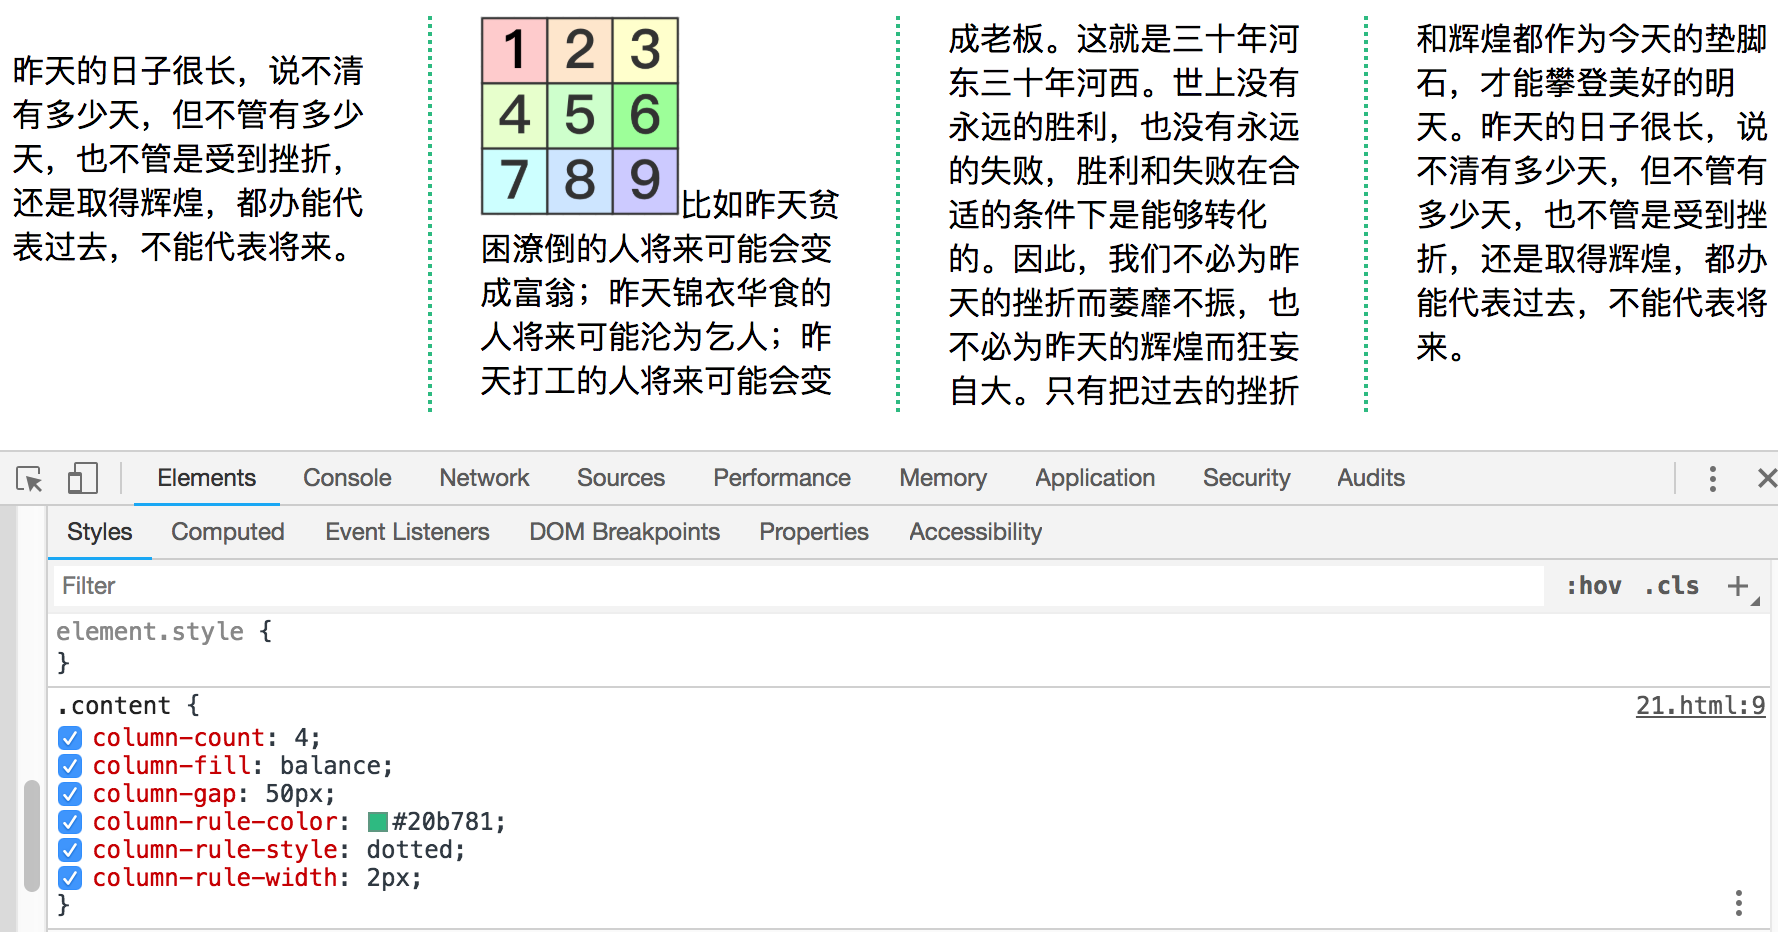 昨天的日子很长，说不清
有多少天，但不管有多少
天，也不管是受到挫折，
还是取得辉煌，都办能代
表过去，不能代表将来。
1 2 3
4 5 6
7 8 9
比如昨天贫
困潦倒的人将来可能会变
成富翁；昨天锦衣华食的
人将来可能沦为乞人；昨
天打工的人将来可能会变
成老板。这就是三十年河
东三十年河西。世上没有
永远的胜利，也没有永远
的失败，胜利和失败在合
适的条件下是能够转化
的。因此，我们不必为昨
天的挫折而萎靡不振，也
不必为昨天的辉煌而狂妄
自大。只有把过去的挫折
和辉煌都作为今天的垫脚
石，才能攀登美好的明
天。昨天的日子很长，说
不清有多少天，但不管有
多少天，也不管是受到挫
折，还是取得辉煌，都办
能代表过去，不能代表将
来。
Elements Console Network Sources Performance Memory Application Security Audits
Styles Computed Event Listeners DOM Breakpoints Properties Accessibility
Filter :hov .cls +
element.style {
}
.content { 21.html:9
column-count: 4;
column-fill: balance;
column-gap: 50px;
column-rule-color: #20b781;
column-rule-style: dotted;
column-rule-width: 2px;
}